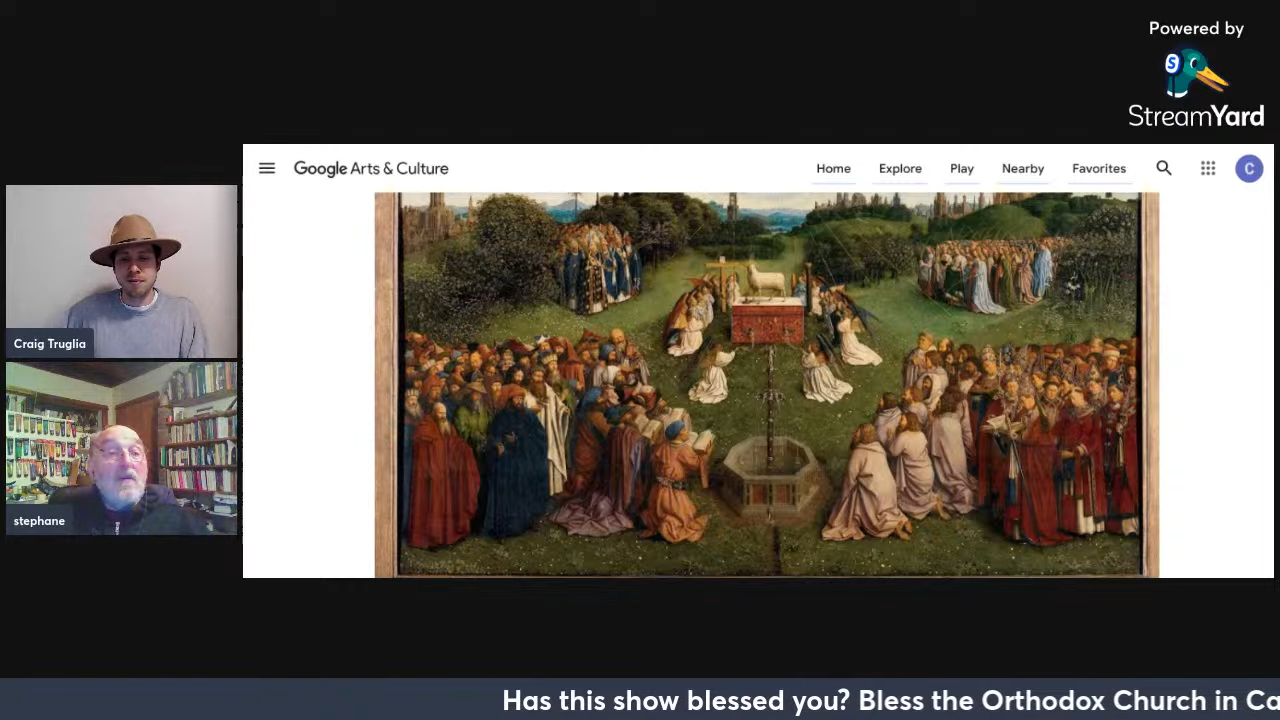 Powered by
S
StreamYard
Google Arts & Culture
Home Explore Play Nearby Favorites
C
Craig Truglia
stephane
Has this show blessed you? Bless the Orthodox Church in Ca